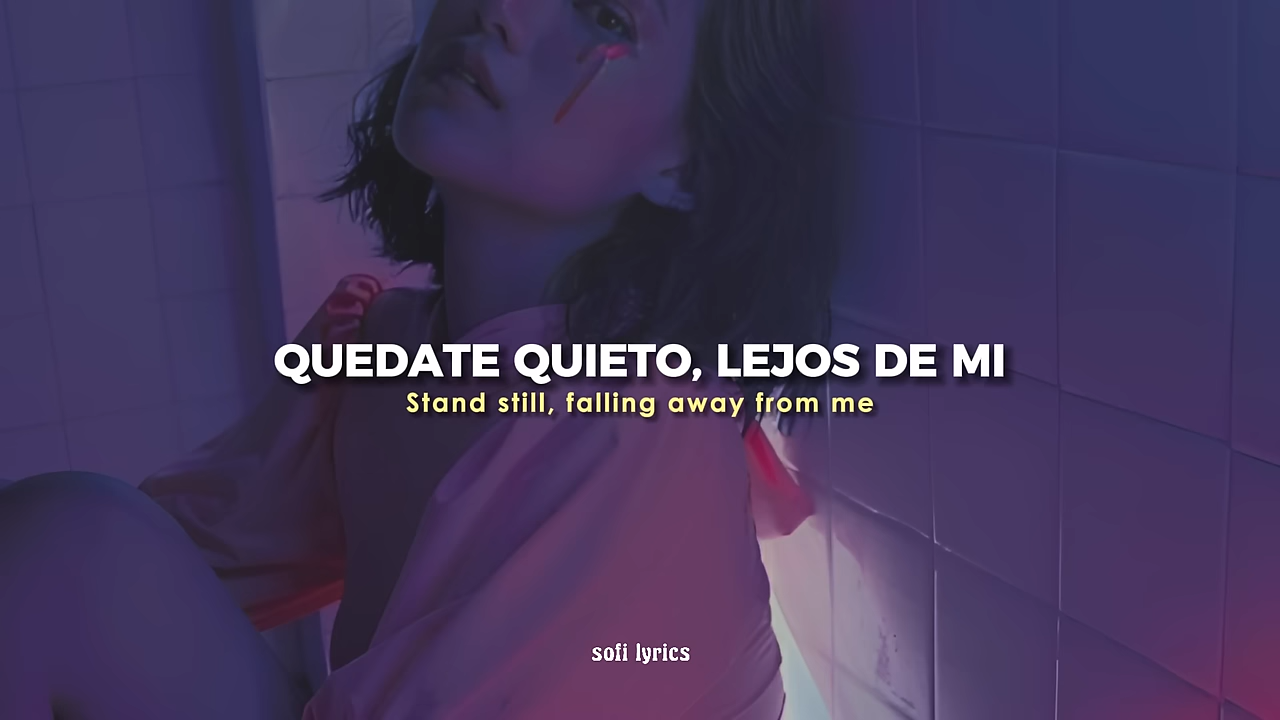 QUEDATE QUIETO, LEJOS DE MI
Stand still, falling away from me
sofi lyrics